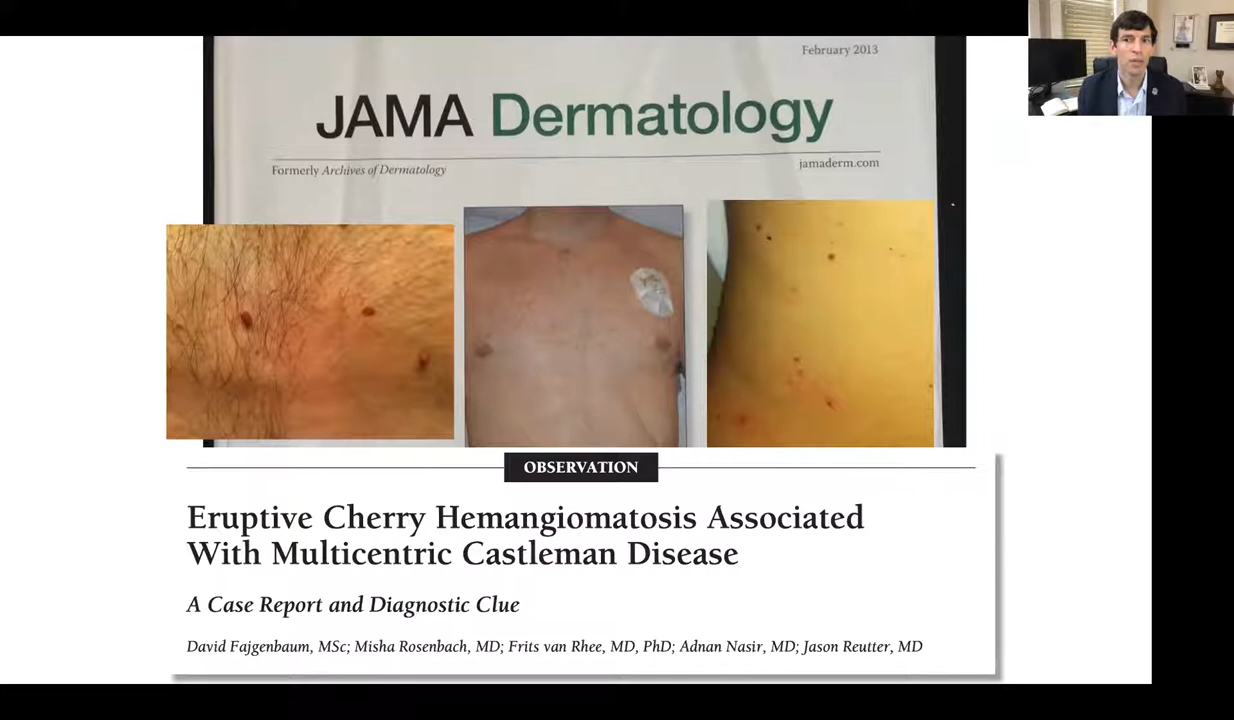 February 2013
JAMA Dermatology
Formerly Archives of Dermatology
jamaderm.com
OBSERVATION
Eruptive Cherry Hemangiomatosis Associated
With Multicentric Castleman Disease
A Case Report and Diagnostic Clue
David Fajgenbaum, MSc; Misha Rosenbach, MD; Frits van Rhee, MD, PhD; Adnan Nasir, MD; Jason Reutter, MD